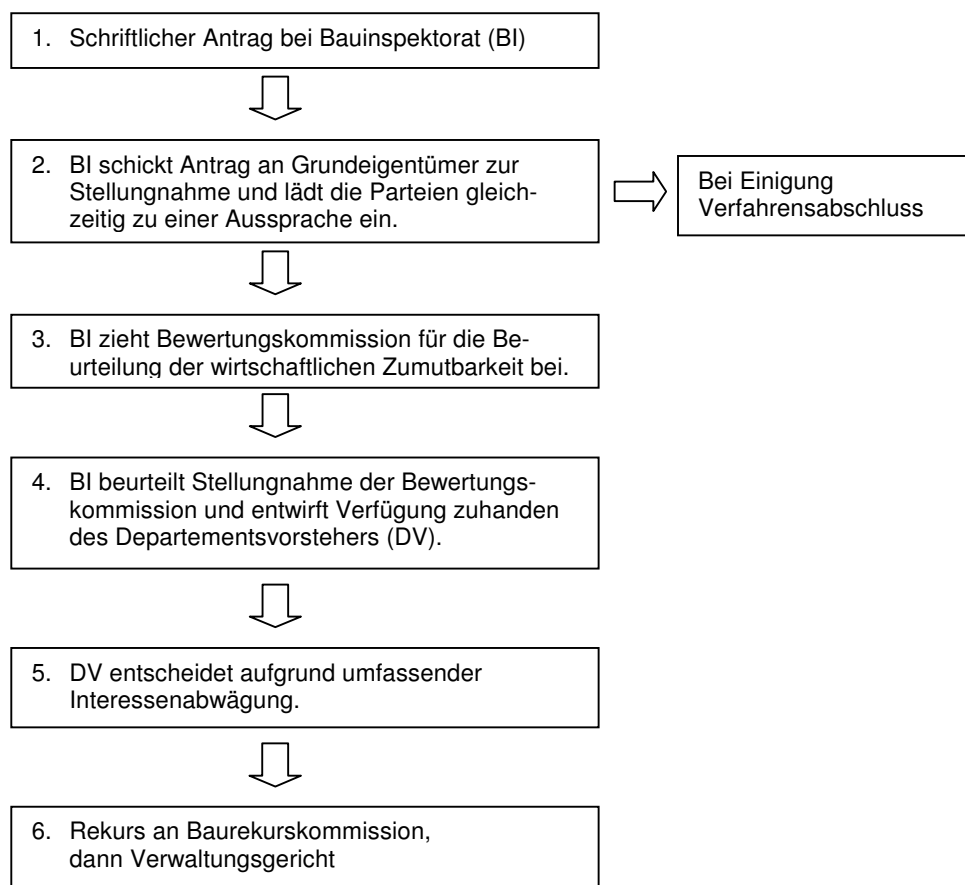 1. Schriftlicher Antrag bei Bauinspektorat (BI)
2. BI schickt Antrag an Grundeigentümer zur
Stellungnahme und lädt die Parteien gleich-
zeitig zu einer Aussprache ein.
Bei Einigung
Verfahrensabschluss
3. BI zieht Bewertungskommission für die Be-
urteilung der wirtschaftlichen Zumutbarkeit bei.
4. BI beurteilt Stellungnahme der Bewertungs-
kommission und entwirft Verfügung zuhanden
des Departementsvorstehers (DV).
5. DV entscheidet aufgrund umfassender
Interessenabwägung.
6. Rekurs an Baurekurskommission,
dann Verwaltungsgericht